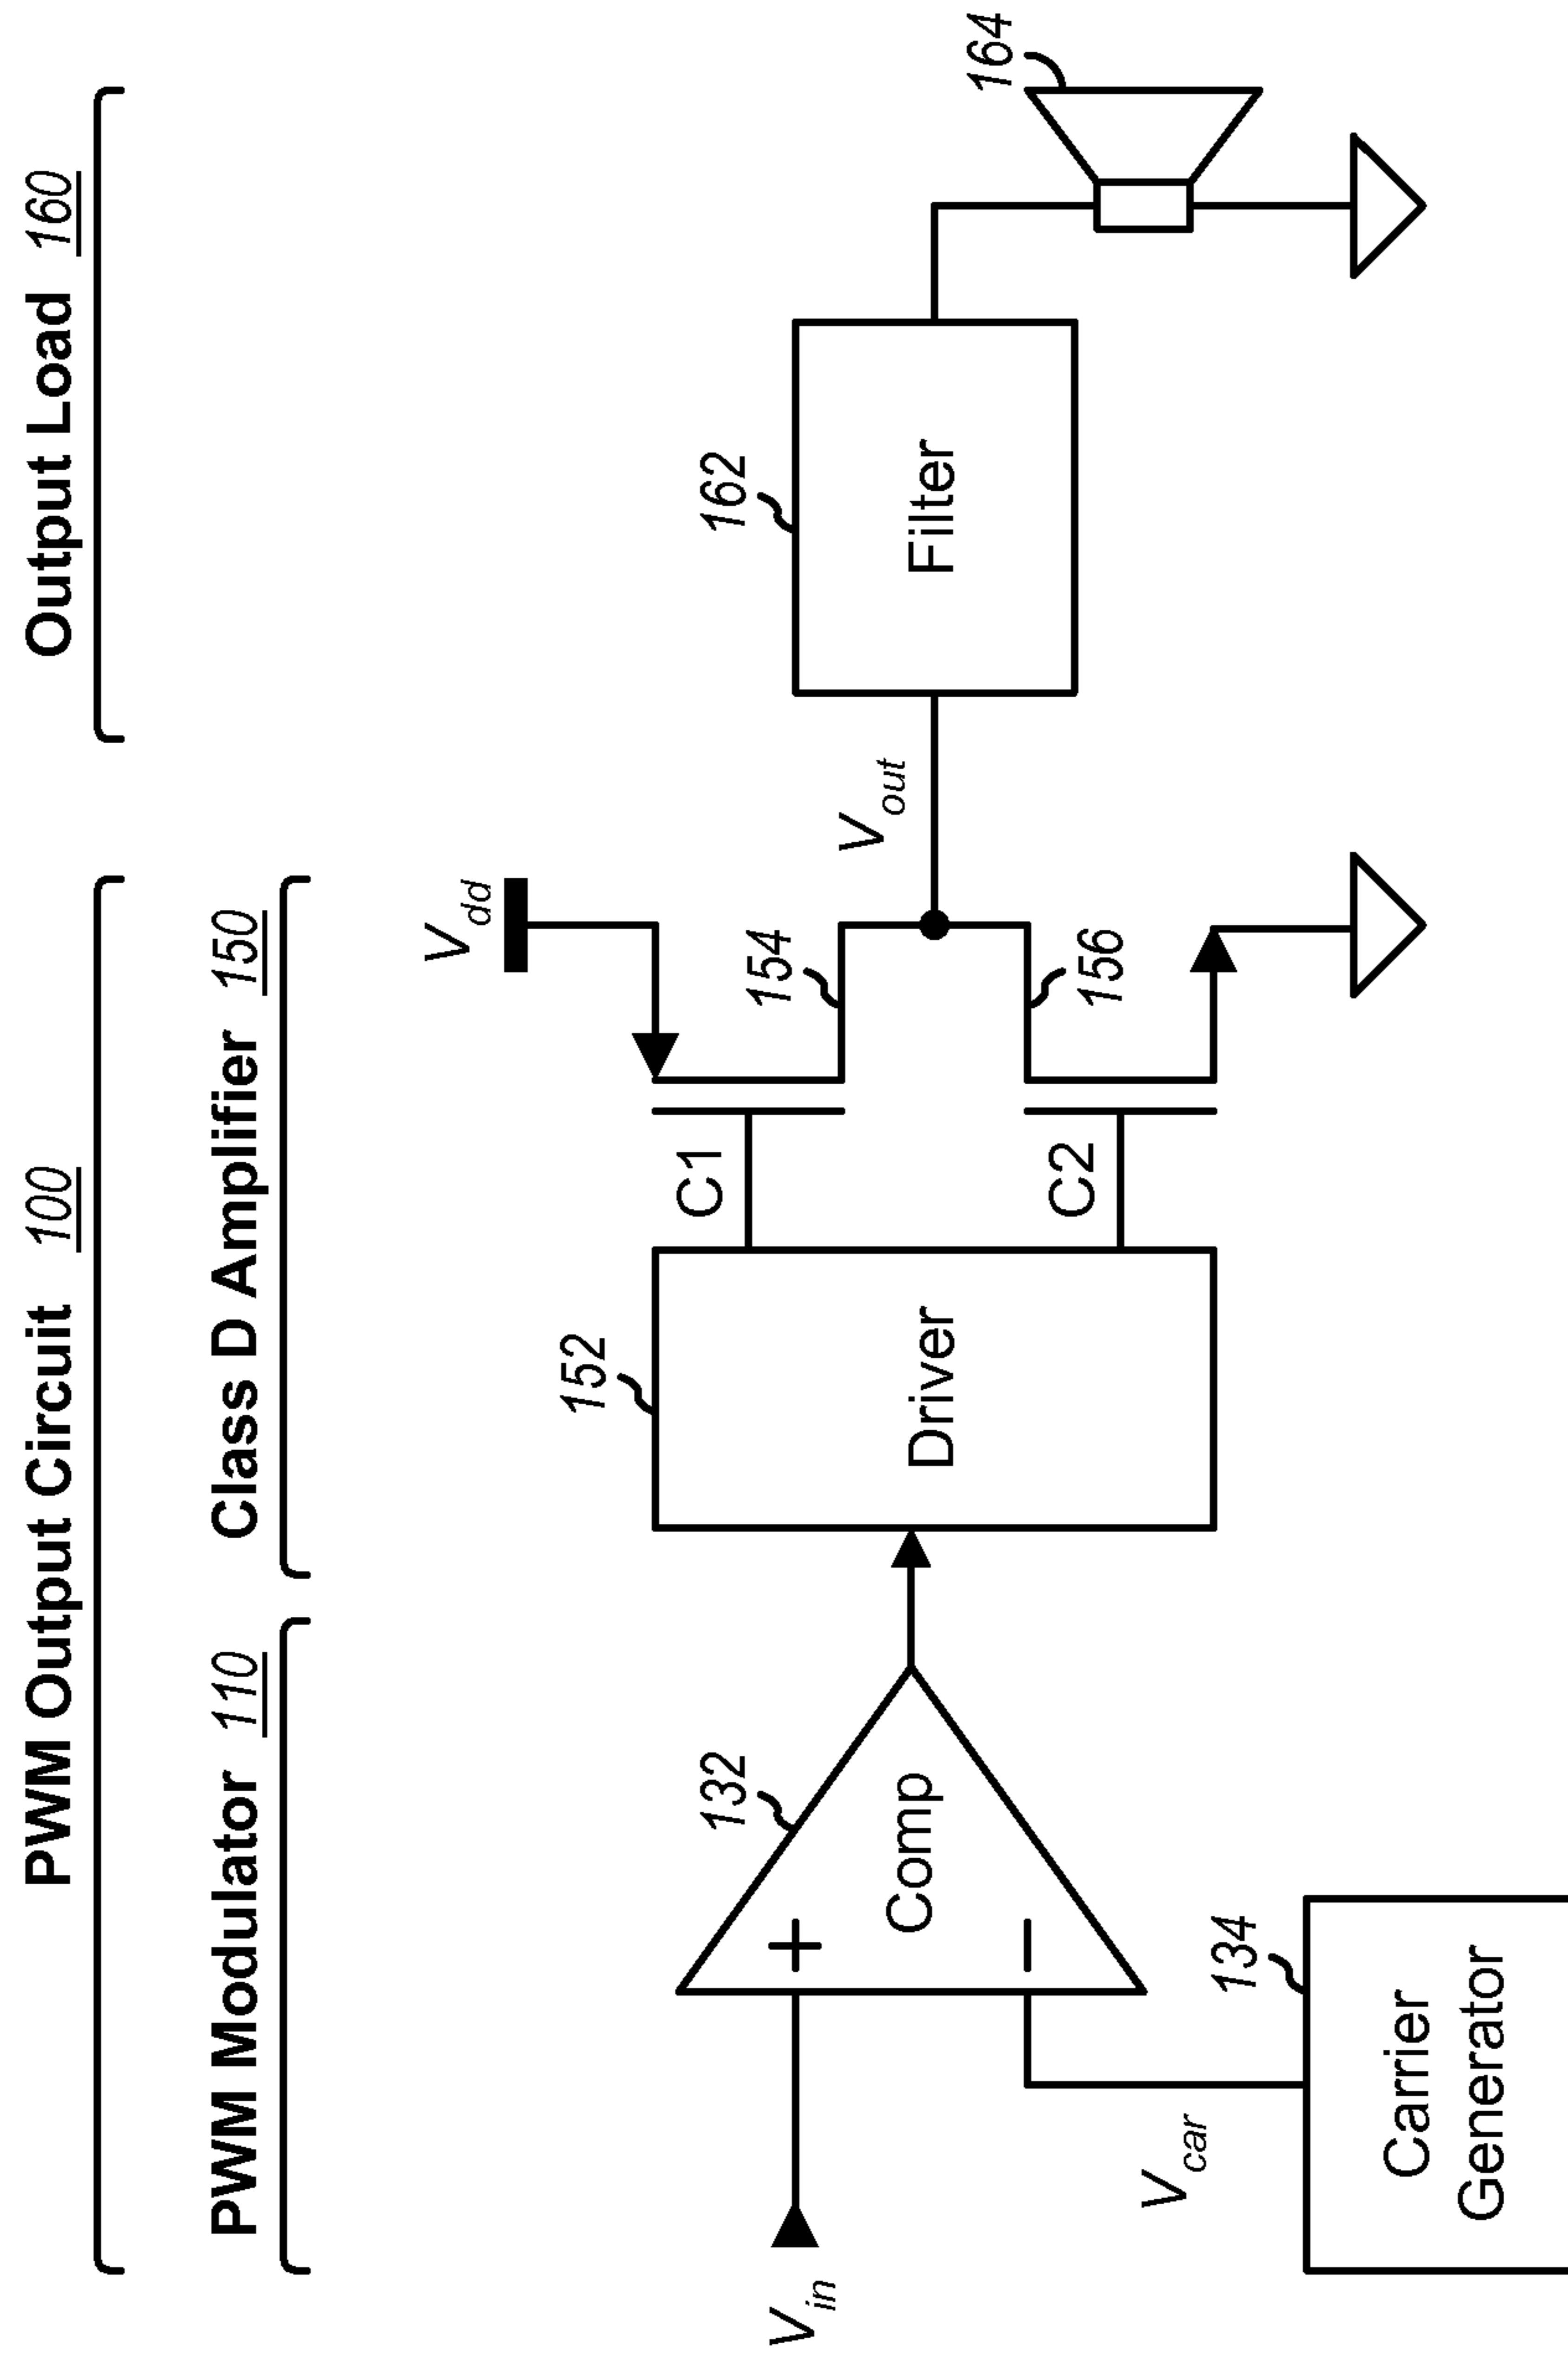 PWM Output Circuit 100
Output Load 160
PWM Modulator 110
Class D Amplifier 150
Vdd
152
154
Vout
162
164
132
C1
Vin
+
Comp
Driver
Filter
−
C2
156
Vcar
134
Carrier
Generator